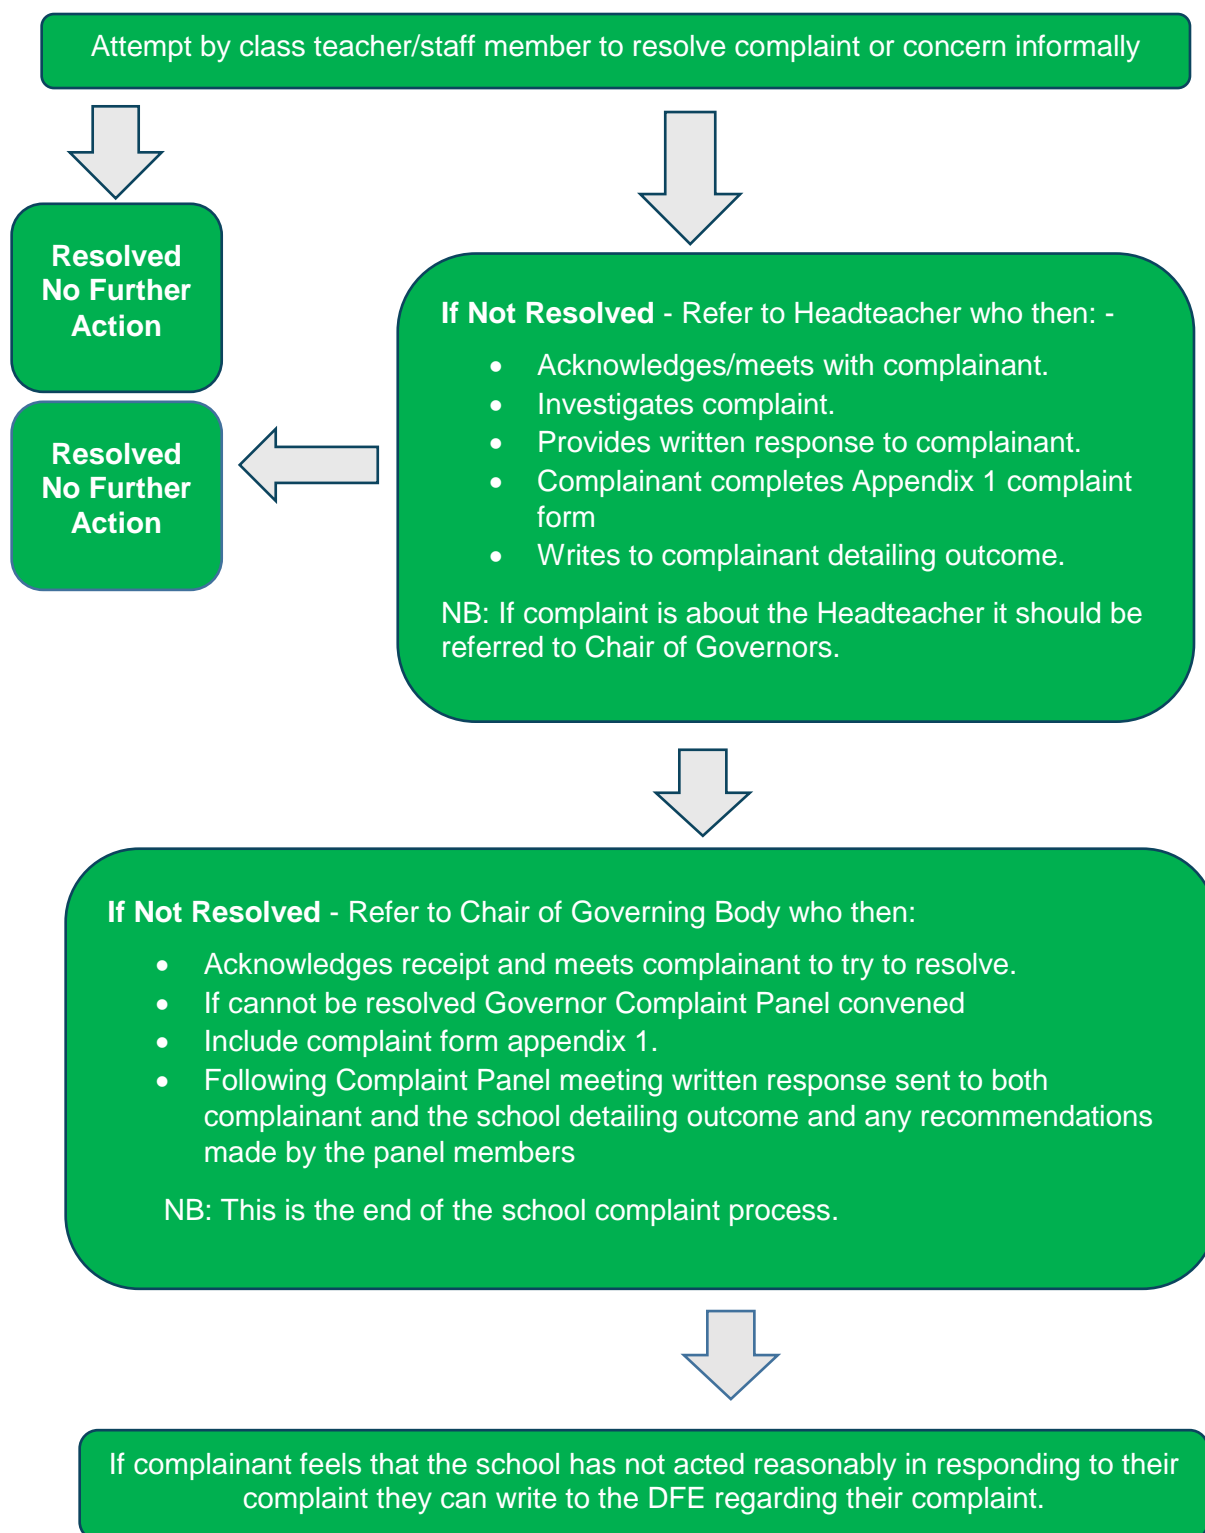 Attempt by class teacher/staff member to resolve complaint or concern informally
Resolved
No Further
Action
If Not Resolved - Refer to Headteacher who then: -
• Acknowledges/meets with complainant.
• Investigates complaint.
• Provides written response to complainant.
• Complainant completes Appendix 1 complaint
form
• Writes to complainant detailing outcome.
NB: If complaint is about the Headteacher it should be
referred to Chair of Governors.
Resolved
No Further
Action
If Not Resolved - Refer to Chair of Governing Body who then:
• Acknowledges receipt and meets complainant to try to resolve.
• If cannot be resolved Governor Complaint Panel convened
• Include complaint form appendix 1.
• Following Complaint Panel meeting written response sent to both
complainant and the school detailing outcome and any recommendations
made by the panel members
NB: This is the end of the school complaint process.
If complainant feels that the school has not acted reasonably in responding to their
complaint they can write to the DFE regarding their complaint.